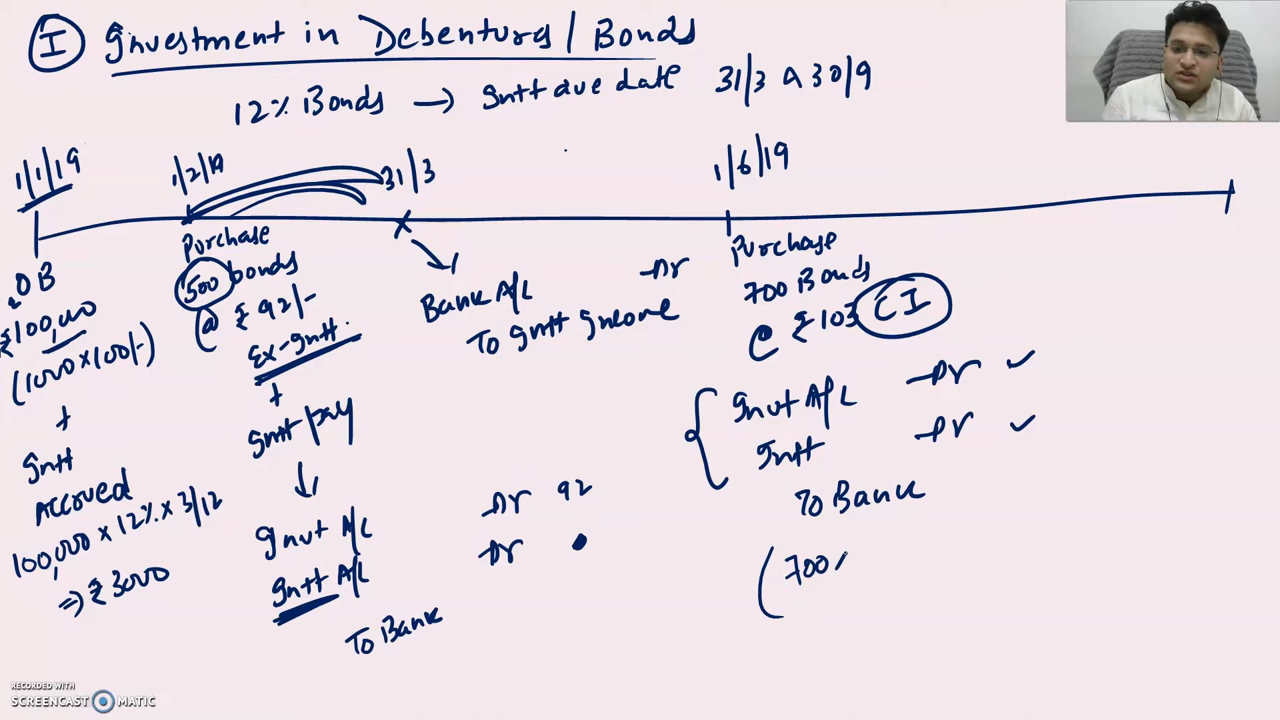 I Investment in Debentures / Bonds
12% Bonds → Intt due date 31/3 & 30/9
1/1/19
1/2/19
31/3
1/6/19
OB
₹100,000
(1000 x 100/-)
+
Intt
Accrued
100,000 x 12% x 3/12
⇒ ₹3000
Purchase
500 bonds
@ ₹92/-
Ex-Intt.
+
Intt pay
↓
Invt A/c Dr 92
Intt A/c Dr
To Bank
Bank A/c Dr
To Intt Income
Purchase
700 Bonds
@ ₹103 CI
Invt A/c Dr ✓
Intt Dr ✓
To Bank
(700
RECORDED WITH
SCREENCAST MATIC